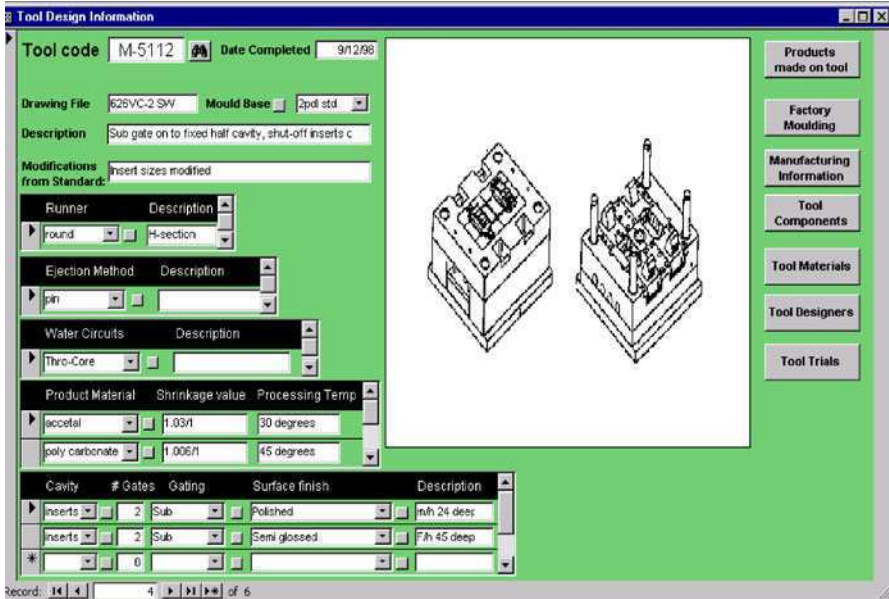 Tool Design Information
Tool code M-5112 Date Completed 9/12/98
Drawing File 626VC-2 SW Mould Base 2pdl std
Description Sub gate on to fixed half cavity, shut-off inserts c
Modifications
from Standard: Insert sizes modified
Runner Description
round H-section
Ejection Method Description
pin
Water Circuits Description
Thro-Core
Product Material Shrinkage value Processing Temp
accetal 1.03/1 30 degrees
poly carbonate 1.006/1 45 degrees
Cavity # Gates Gating Surface finish Description
inserts 2 Sub Polished m/h 24 deep
inserts 2 Sub Semi glossed F/h 45 deep
0
Products
made on tool
Factory
Moulding
Manufacturing
Information
Tool
Components
Tool Materials
Tool Designers
Tool Trials
Record: 4 of 6